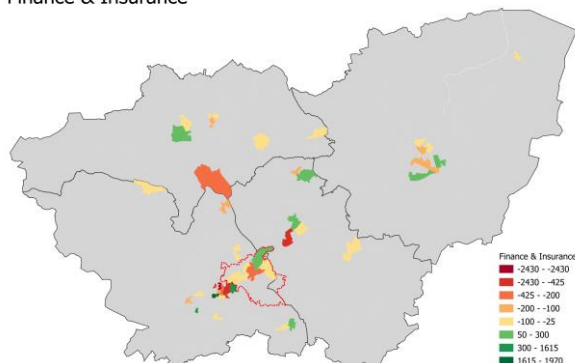 Finance & Insurance
Finance & Insurance
-2430 - -2430
-2430 - -425
-425 - -200
-200 - -100
-100 - -25
50 - 300
300 - 1615
1615 - 1970